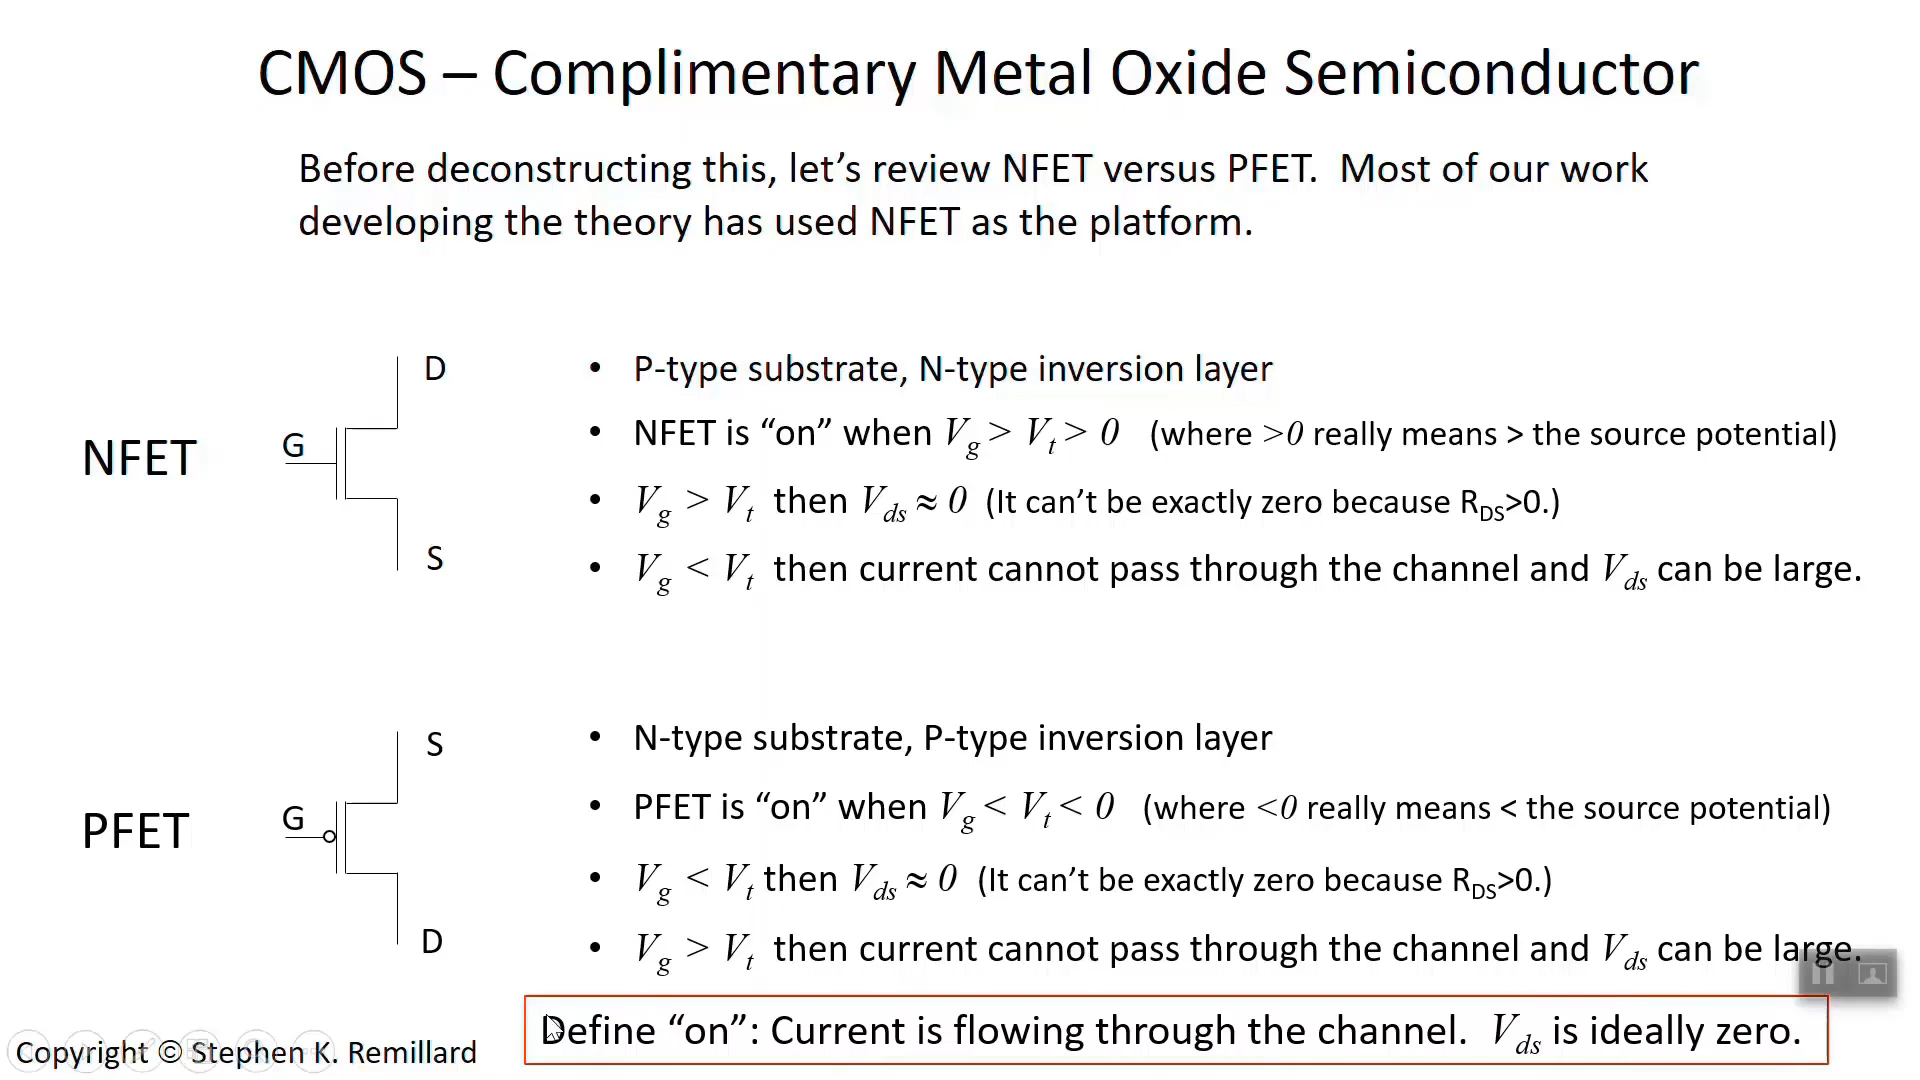 CMOS – Complimentary Metal Oxide Semiconductor
Before deconstructing this, let’s review NFET versus PFET. Most of our work
developing the theory has used NFET as the platform.
NFET
G
D
S
• P-type substrate, N-type inversion layer
• NFET is “on” when Vg > Vt > 0 (where >0 really means > the source potential)
• Vg > Vt then Vds ≈ 0 (It can’t be exactly zero because RDS>0.)
• Vg < Vt then current cannot pass through the channel and Vds can be large.
PFET
G
S
D
• N-type substrate, P-type inversion layer
• PFET is “on” when Vg < Vt < 0 (where <0 really means < the source potential)
• Vg < Vt then Vds ≈ 0 (It can’t be exactly zero because RDS>0.)
• Vg > Vt then current cannot pass through the channel and Vds can be large.
Define “on”: Current is flowing through the channel. Vds is ideally zero.
Copyright © Stephen K. Remillard